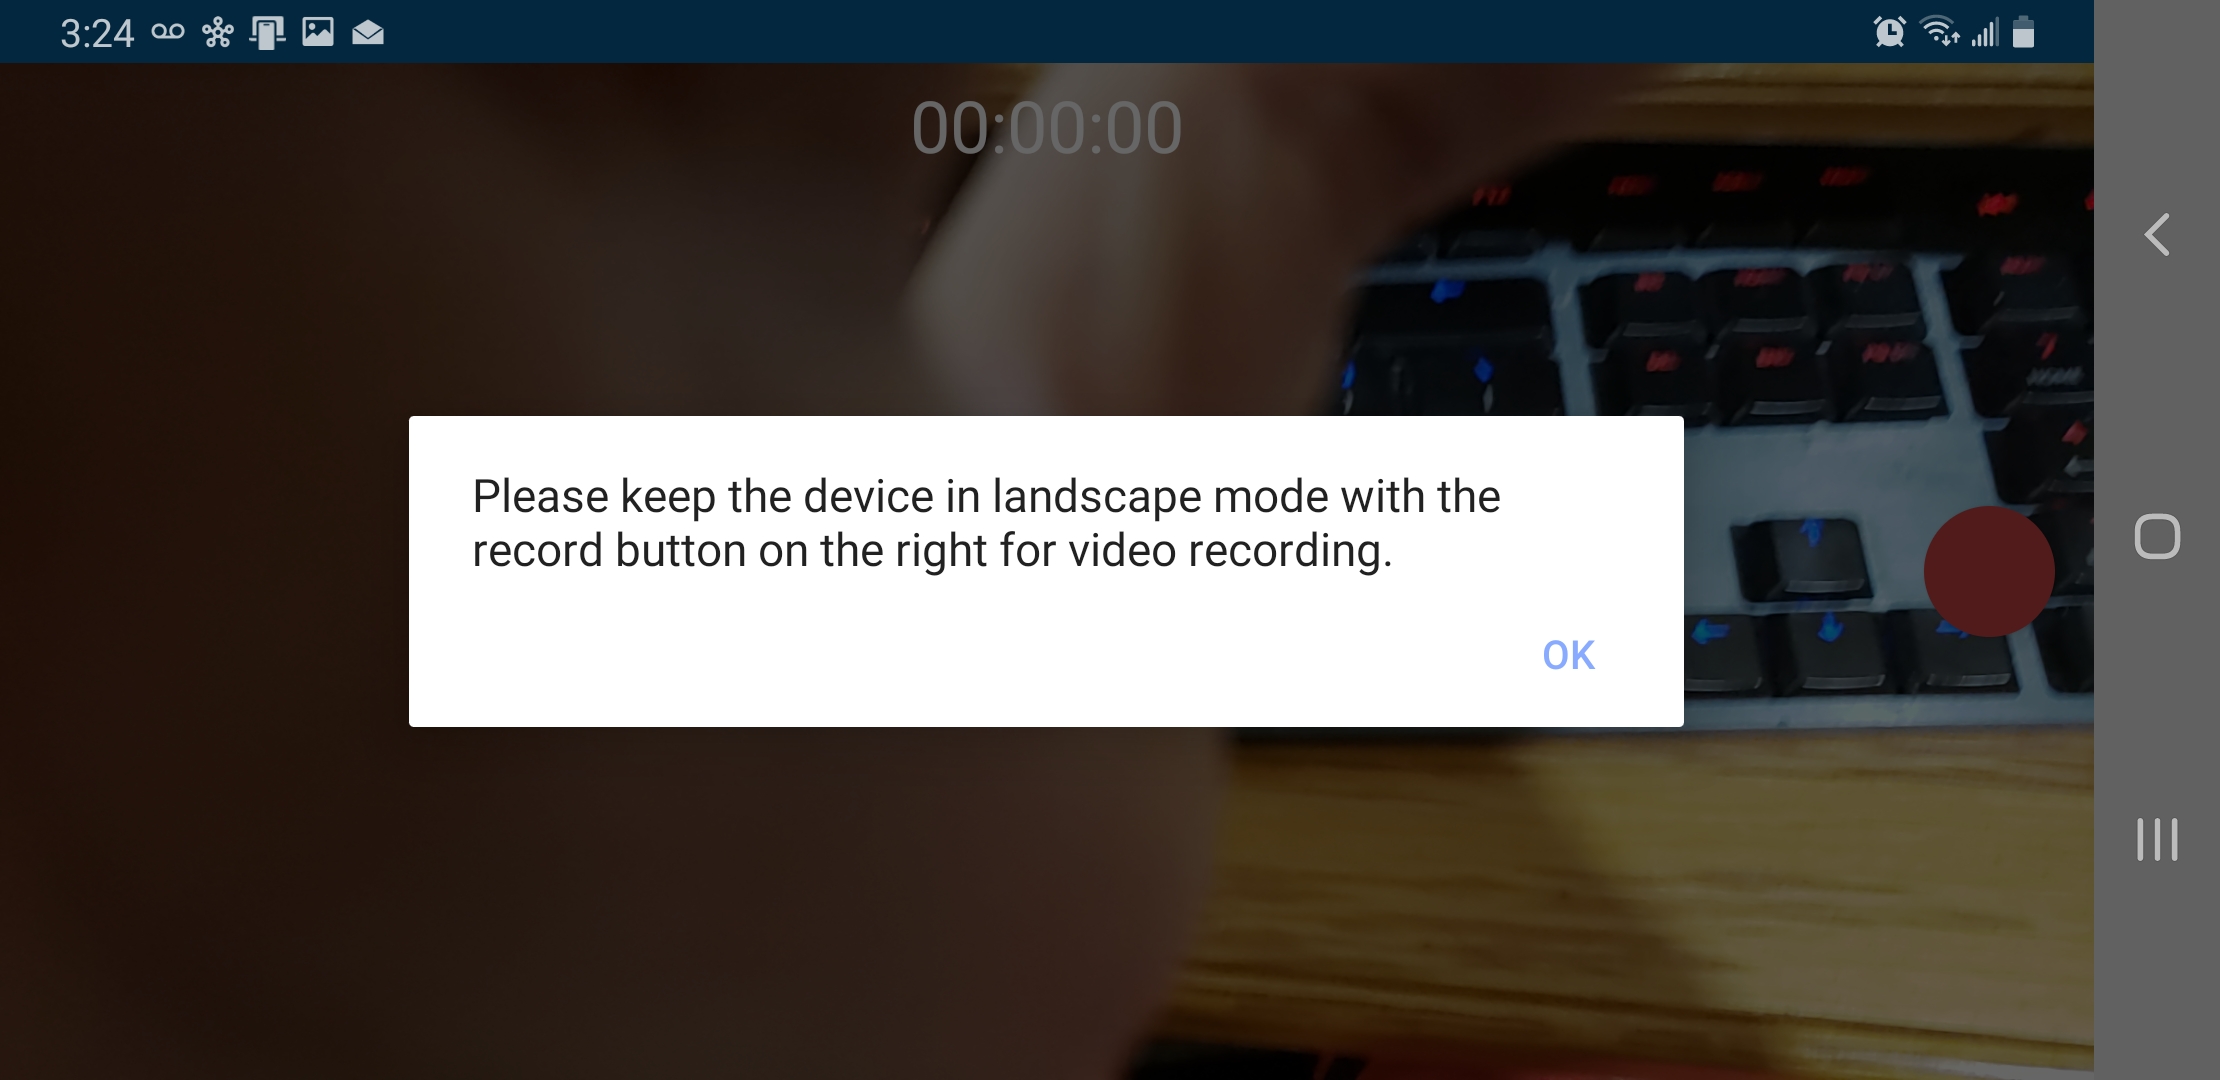 3:24
00:00:00
Please keep the device in landscape mode with the
record button on the right for video recording.
OK